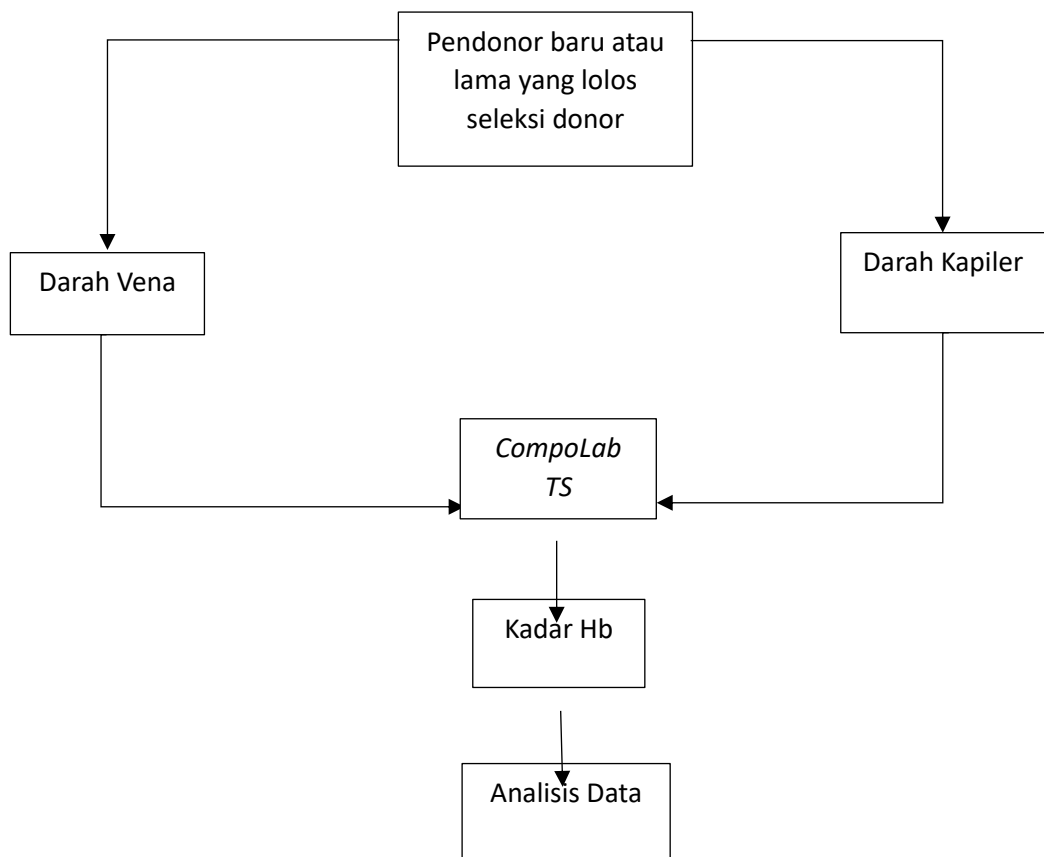 Pendonor baru atau
lama yang lolos
seleksi donor
Darah Vena
Darah Kapiler
CompoLab
TS
Kadar Hb
Analisis Data